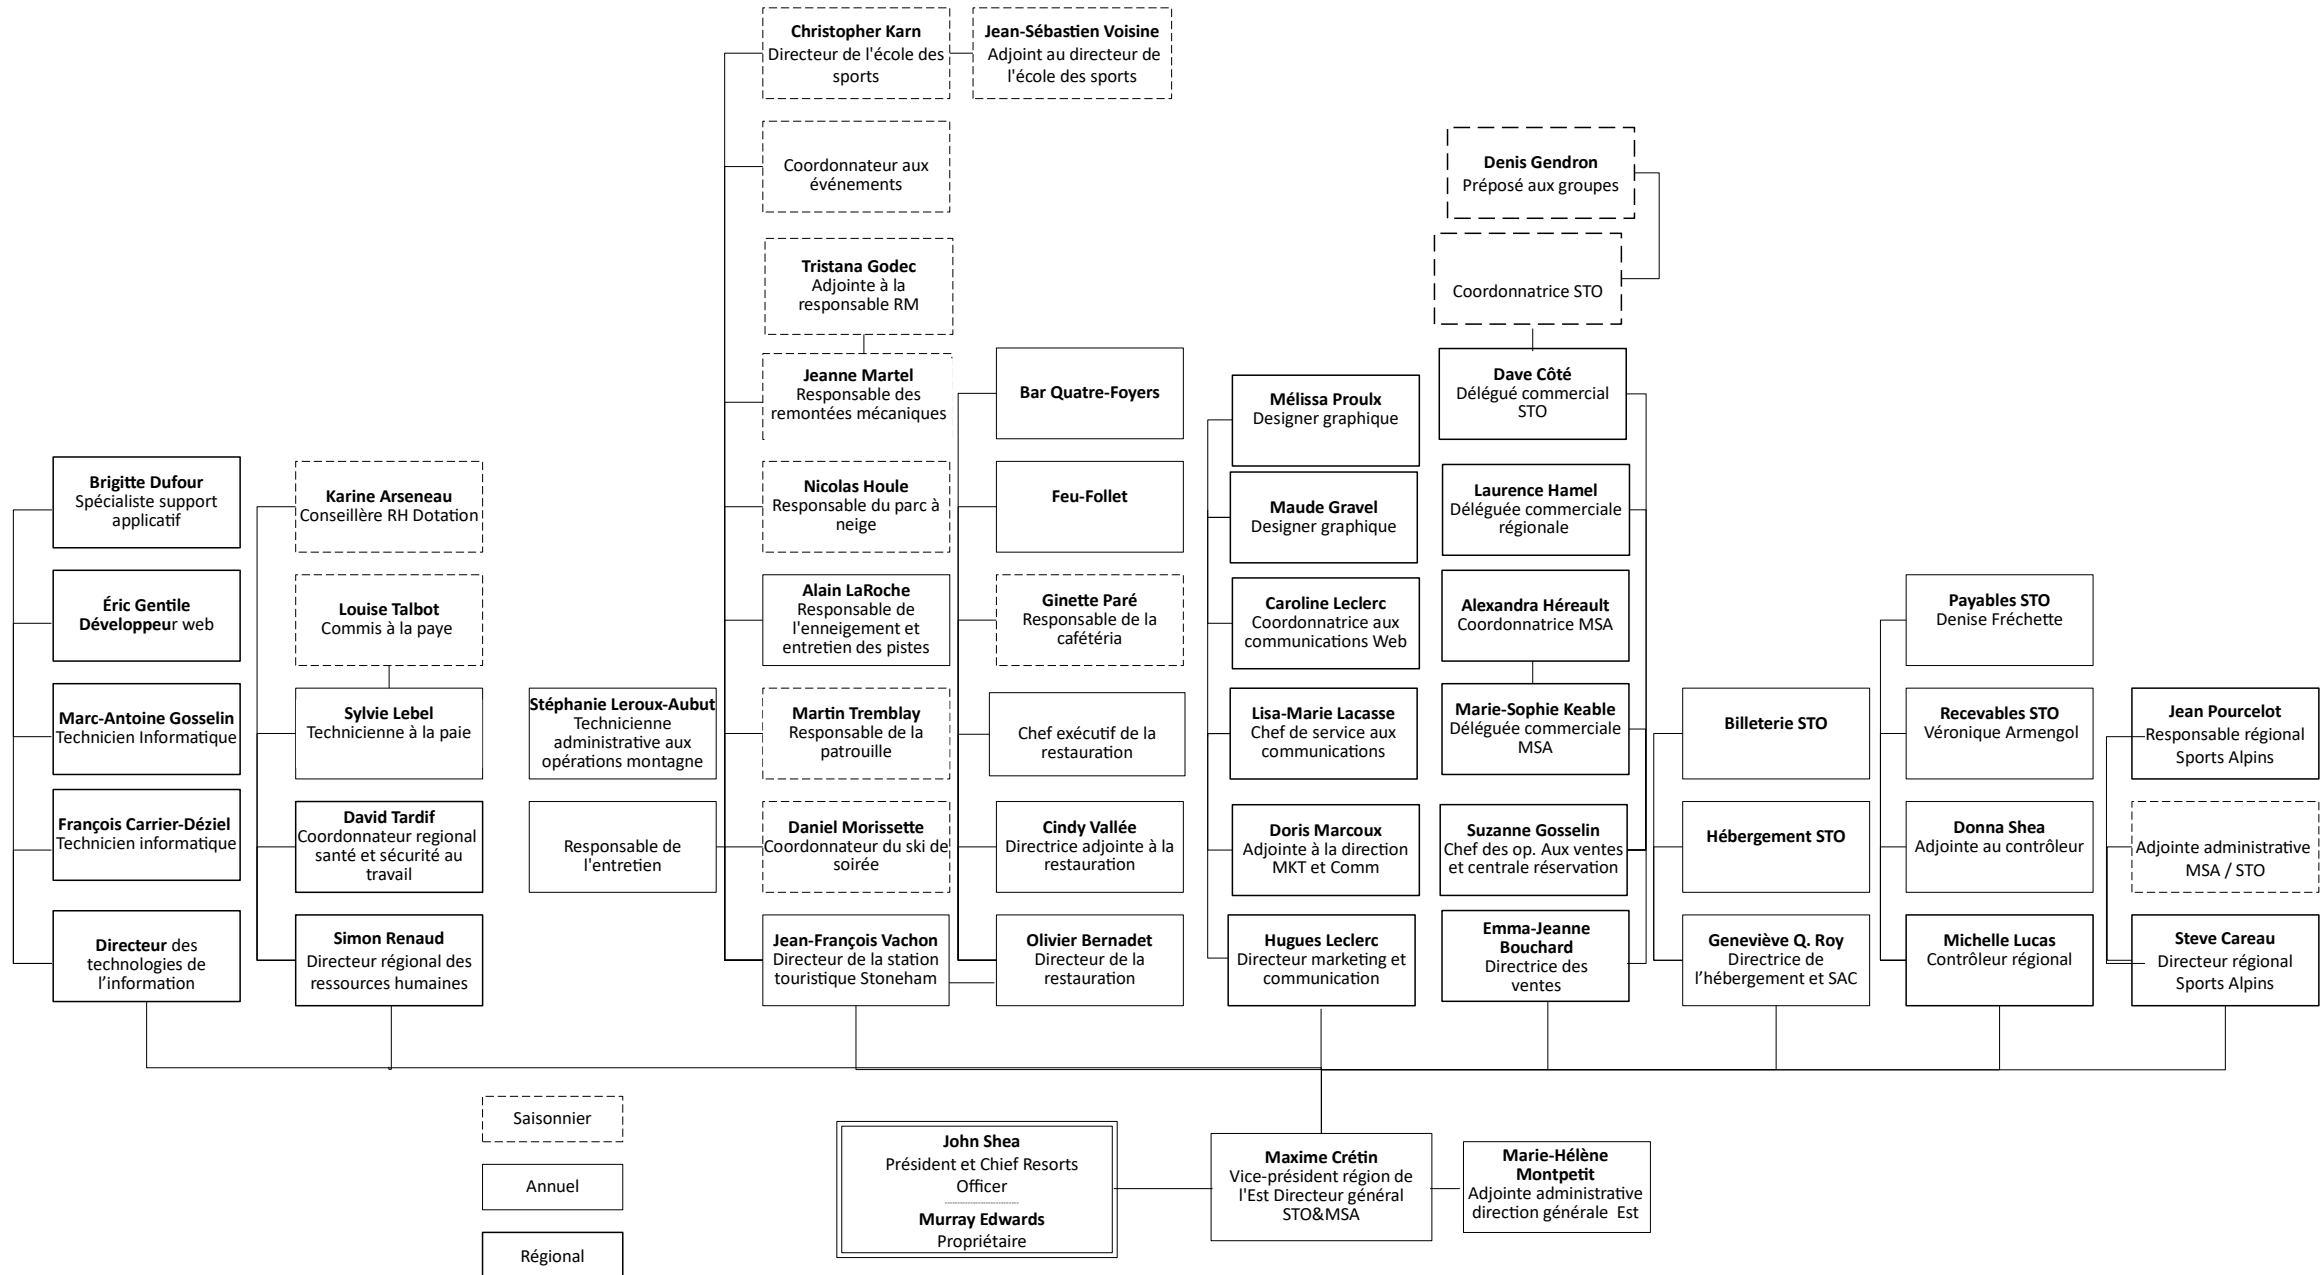 Christopher Karn
Directeur de l'école des
sports
Jean-Sébastien Voisine
Adjoint au directeur de
l'école des sports
Coordonnateur aux
événements
Denis Gendron
Préposé aux groupes
Tristana Godec
Adjointe à la
responsable RM
Coordonnatrice STO
Jeanne Martel
Responsable des
remontées mécaniques
Bar Quatre-Foyers
Mélissa Proulx
Designer graphique
Dave Côté
Délégué commercial
STO
Brigitte Dufour
Spécialiste support
applicatif
Karine Arseneau
Conseillère RH Dotation
Nicolas Houle
Responsable du parc à
neige
Feu-Follet
Maude Gravel
Designer graphique
Laurence Hamel
Déléguée commerciale
régionale
Éric Gentile
Développeur web
Louise Talbot
Commis à la paye
Alain LaRoche
Responsable de
l'enneigement et
entretien des pistes
Ginette Paré
Responsable de la
cafétéria
Caroline Leclerc
Coordonnatrice aux
communications Web
Alexandra Héreault
Coordonnatrice MSA
Payables STO
Denise Fréchette
Marc-Antoine Gosselin
Technicien Informatique
Sylvie Lebel
Technicienne à la paie
Stéphanie Leroux-Aubut
Technicienne
administrative aux
opérations montagne
Martin Tremblay
Responsable de la
patrouille
Chef exécutif de la
restauration
Lisa-Marie Lacasse
Chef de service aux
communications
Marie-Sophie Keable
Déléguée commerciale
MSA
Billeterie STO
Recevables STO
Véronique Armengol
Jean Pourcelot
Responsable régional
Sports Alpins
François Carrier-Déziel
Technicien informatique
David Tardif
Coordonnateur regional
santé et sécurité au
travail
Responsable de
l'entretien
Daniel Morissette
Coordonnateur du ski de
soirée
Cindy Vallée
Directrice adjointe à la
restauration
Doris Marcoux
Adjointe à la direction
MKT et Comm
Suzanne Gosselin
Chef des op. Aux ventes
et centrale réservation
Hébergement STO
Donna Shea
Adjointe au contrôleur
Adjointe administrative
MSA / STO
Directeur des
technologies de
l'information
Simon Renaud
Directeur régional des
ressources humaines
Jean-François Vachon
Directeur de la station
touristique Stoneham
Olivier Bernadet
Directeur de la
restauration
Hugues Leclerc
Directeur marketing et
communication
Emma-Jeanne
Bouchard
Directrice des
ventes
Geneviève Q. Roy
Directrice de
l'hébergement et SAC
Michelle Lucas
Contrôleur régional
Steve Careau
Directeur régional
Sports Alpins
Saisonnier
Annuel
Régional
John Shea
Président et Chief Resorts
Officer
Murray Edwards
Propriétaire
Maxime Crétin
Vice-président région de
l'Est Directeur général
STO&MSA
Marie-Hélène
Montpetit
Adjointe administrative
direction générale Est